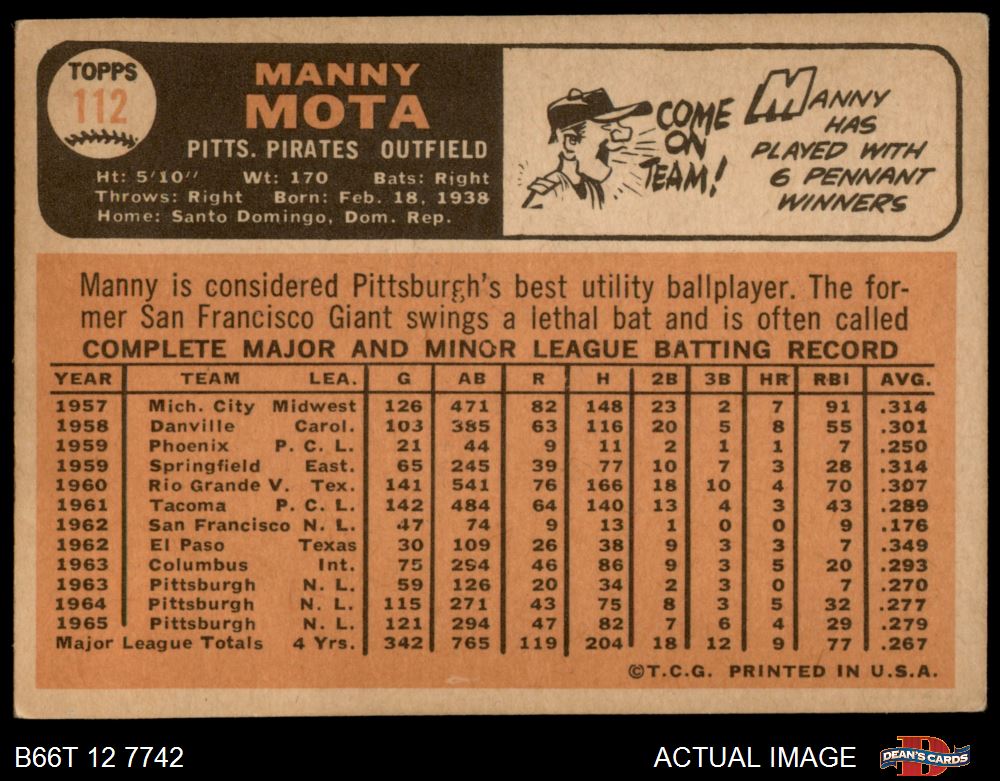 TOPPS
112
MANNY
MOTA
PITTS. PIRATES OUTFIELD
Ht: 5'10" Wt: 170 Bats: Right
Throws: Right Born: Feb. 18, 1938
Home: Santo Domingo, Dom. Rep.
COME
ON
TEAM!
MANNY
HAS
PLAYED WITH
6 PENNANT
WINNERS
Manny is considered Pittsburgh's best utility ballplayer. The for-
mer San Francisco Giant swings a lethal bat and is often called
COMPLETE MAJOR AND MINOR LEAGUE BATTING RECORD
YEAR TEAM LEA. G AB R H 2B 3B HR RBI AVG.
1957 Mich. City Midwest 126 471 82 148 23 2 7 91 .314
1958 Danville Carol. 103 385 63 116 20 5 8 55 .301
1959 Phoenix P. C. L. 21 44 9 11 2 1 1 7 .250
1959 Springfield East. 65 245 39 77 10 7 3 28 .314
1960 Rio Grande V. Tex. 141 541 76 166 18 10 4 70 .307
1961 Tacoma P. C. L. 142 484 64 140 13 4 3 43 .289
1962 San Francisco N. L. 47 74 9 13 1 0 0 9 .176
1962 El Paso Texas 30 109 26 38 9 3 3 7 .349
1963 Columbus Int. 75 294 46 86 9 3 5 20 .293
1963 Pittsburgh N. L. 59 126 20 34 2 3 0 7 .270
1964 Pittsburgh N. L. 115 271 43 75 8 3 5 32 .277
1965 Pittsburgh N. L. 121 294 47 82 7 6 4 29 .279
Major League Totals 4 Yrs. 342 765 119 204 18 12 9 77 .267
©T.C.G. PRINTED IN U.S.A.
B66T 12 7742
ACTUAL IMAGE
DEAN'S CARDS